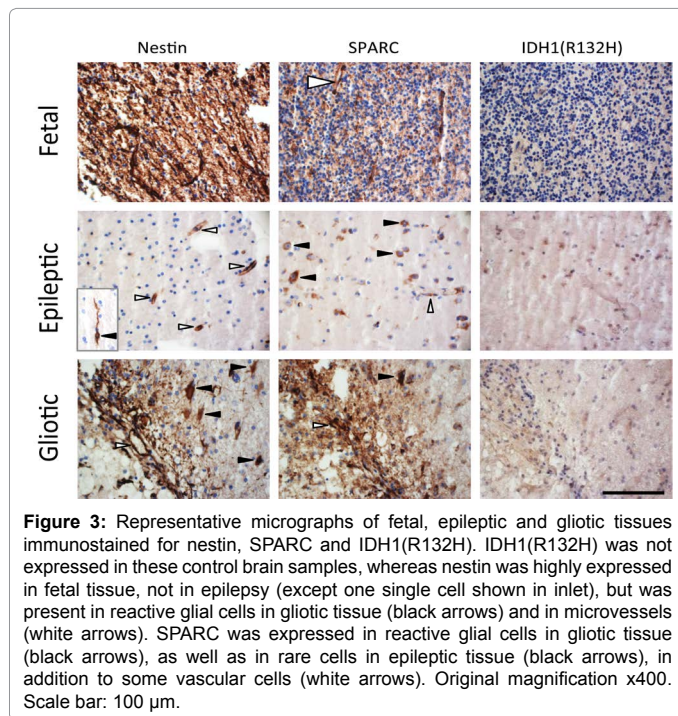 Nestin SPARC IDH1(R132H)
Fetal
Epileptic
Gliotic
Figure 3: Representative micrographs of fetal, epileptic and gliotic tissues
immunostained for nestin, SPARC and IDH1(R132H). IDH1(R132H) was not
expressed in these control brain samples, whereas nestin was highly expressed
in fetal tissue, not in epilepsy (except one single cell shown in inlet), but was
present in reactive glial cells in gliotic tissue (black arrows) and in microvessels
(white arrows). SPARC was expressed in reactive glial cells in gliotic tissue
(black arrows), as well as in rare cells in epileptic tissue (black arrows), in
addition to some vascular cells (white arrows). Original magnification x400.
Scale bar: 100 µm.